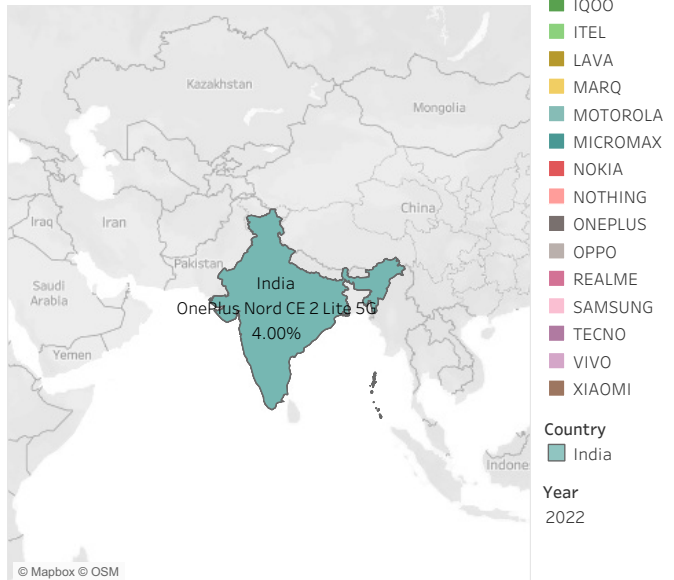 IQOO
ITEL
LAVA
MARQ
MOTOROLA
MICROMAX
NOKIA
NOTHING
ONEPLUS
OPPO
REALME
SAMSUNG
TECNO
VIVO
XIAOMI
Country
India
Year
2022
Kazakhstan
Mongolia
China
Iraq
Iran
Pakistan
Saudi
Arabia
Yemen
India
OnePlus Nord CE 2 Lite 5G
4.00%
Indone
© Mapbox © OSM